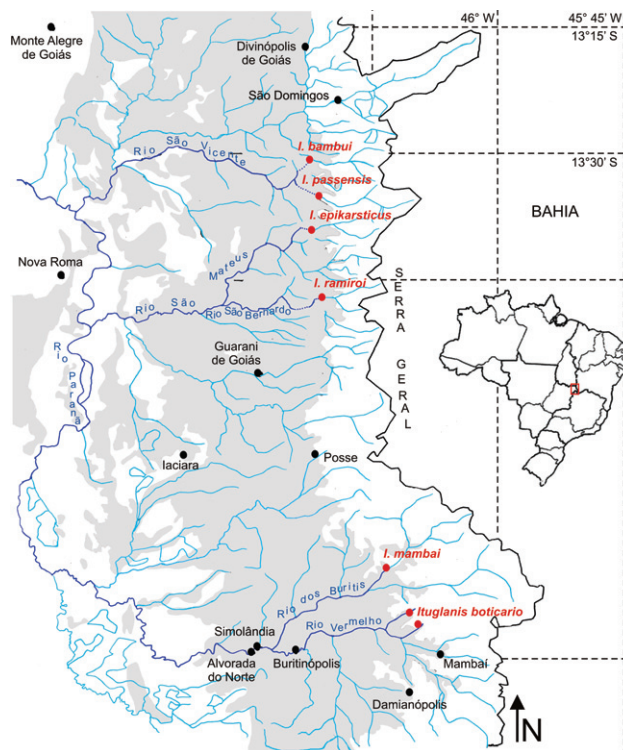 46° W
45° 45' W
13° 15' S
Monte Alegre
de Goiás
Divinópolis
de Goiás
São Domingos
Rio São Vicente
I. bambui
13° 30' S
I. passensis
I. epikarsticus
BAHIA
Nova Roma
Mateus
SERRA GERAL
I. ramiroi
Rio São
Rio São Bernardo
Rio Paranã
Guarani
de Goiás
Iaciara
Posse
I. mambai
Rio dos Buritis
Ituglanis boticario
Rio Vermelho
Simolândia
Alvorada
do Norte
Buritinópolis
Mambaí
Damianópolis
N